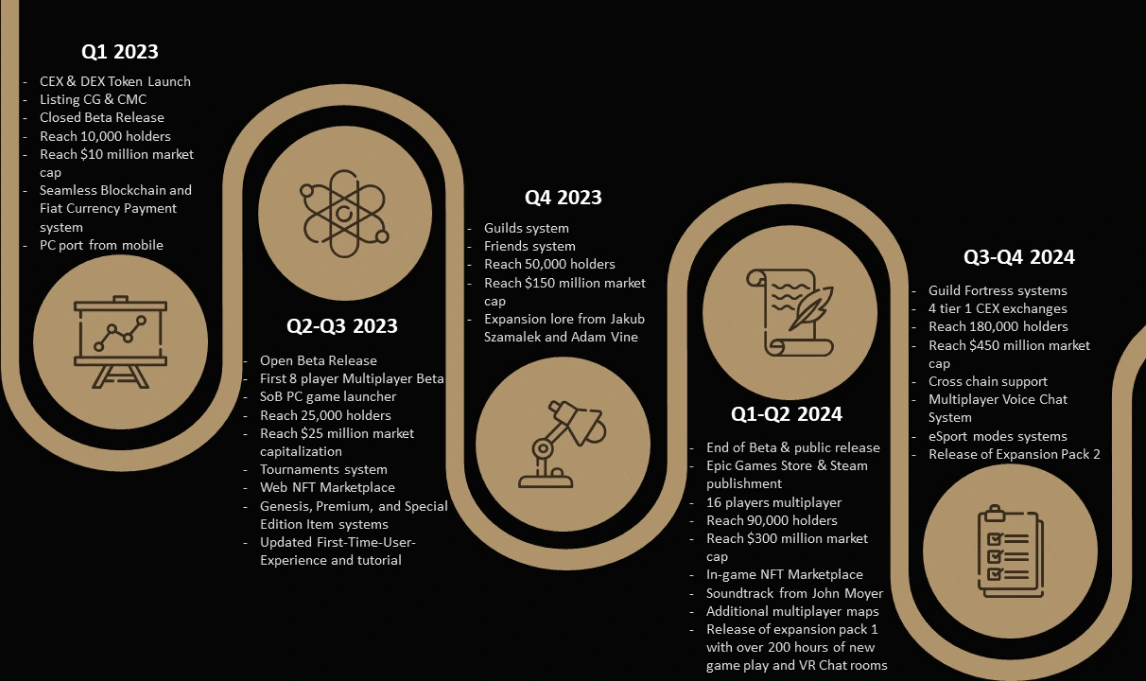 Q1 2023
- CEX & DEX Token Launch
- Listing CG & CMC
- Closed Beta Release
- Reach 10,000 holders
- Reach $10 million market
cap
- Seamless Blockchain and
Fiat Currency Payment
system
- PC port from mobile
Q2-Q3 2023
- Open Beta Release
- First 8 player Multiplayer Beta
- SoB PC game launcher
- Reach 25,000 holders
- Reach $25 million market
capitalization
- Tournaments system
- Web NFT Marketplace
- Genesis, Premium, and Special
Edition Item systems
- Updated First-Time-User-
Experience and tutorial
Q4 2023
- Guilds system
- Friends system
- Reach 50,000 holders
- Reach $150 million market
cap
- Expansion lore from Jakub
Szamalek and Adam Vine
Q1-Q2 2024
- End of Beta & public release
- Epic Games Store & Steam
publishment
- 16 players multiplayer
- Reach 90,000 holders
- Reach $300 million market
cap
- In-game NFT Marketplace
- Soundtrack from John Moyer
- Additional multiplayer maps
- Release of expansion pack 1
with over 200 hours of new
game play and VR Chat rooms
Q3-Q4 2024
- Guild Fortress systems
- 4 tier 1 CEX exchanges
- Reach 180,000 holders
- Reach $450 million market
cap
- Cross chain support
- Multiplayer Voice Chat
System
- eSport modes systems
- Release of Expansion Pack 2